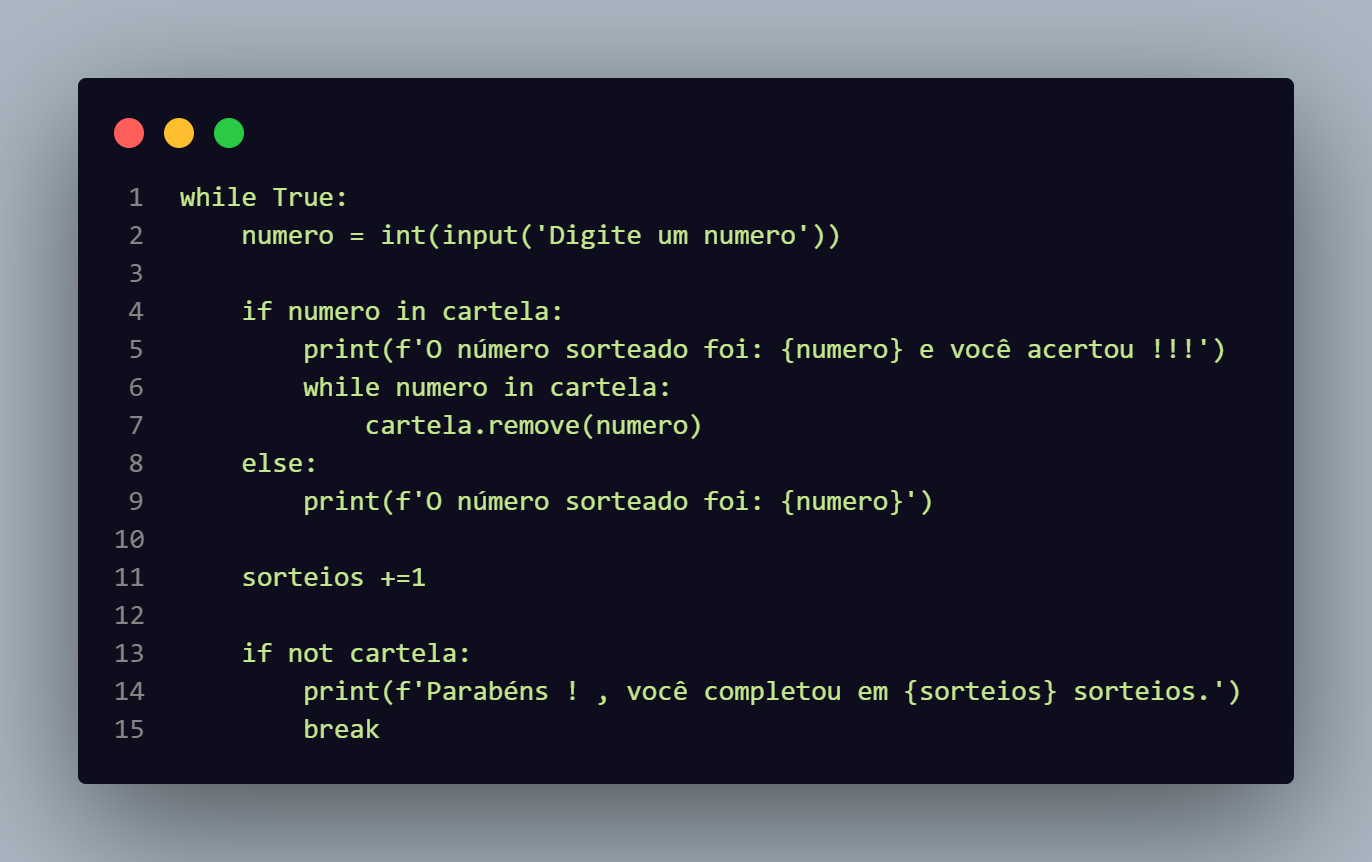 1 while True:
2     numero = int(input('Digite um numero'))
3
4     if numero in cartela:
5         print(f'O número sorteado foi: {numero} e você acertou !!!')
6         while numero in cartela:
7             cartela.remove(numero)
8     else:
9         print(f'O número sorteado foi: {numero}')
10
11     sorteios +=1
12
13     if not cartela:
14         print(f'Parabéns ! , você completou em {sorteios} sorteios.')
15         break